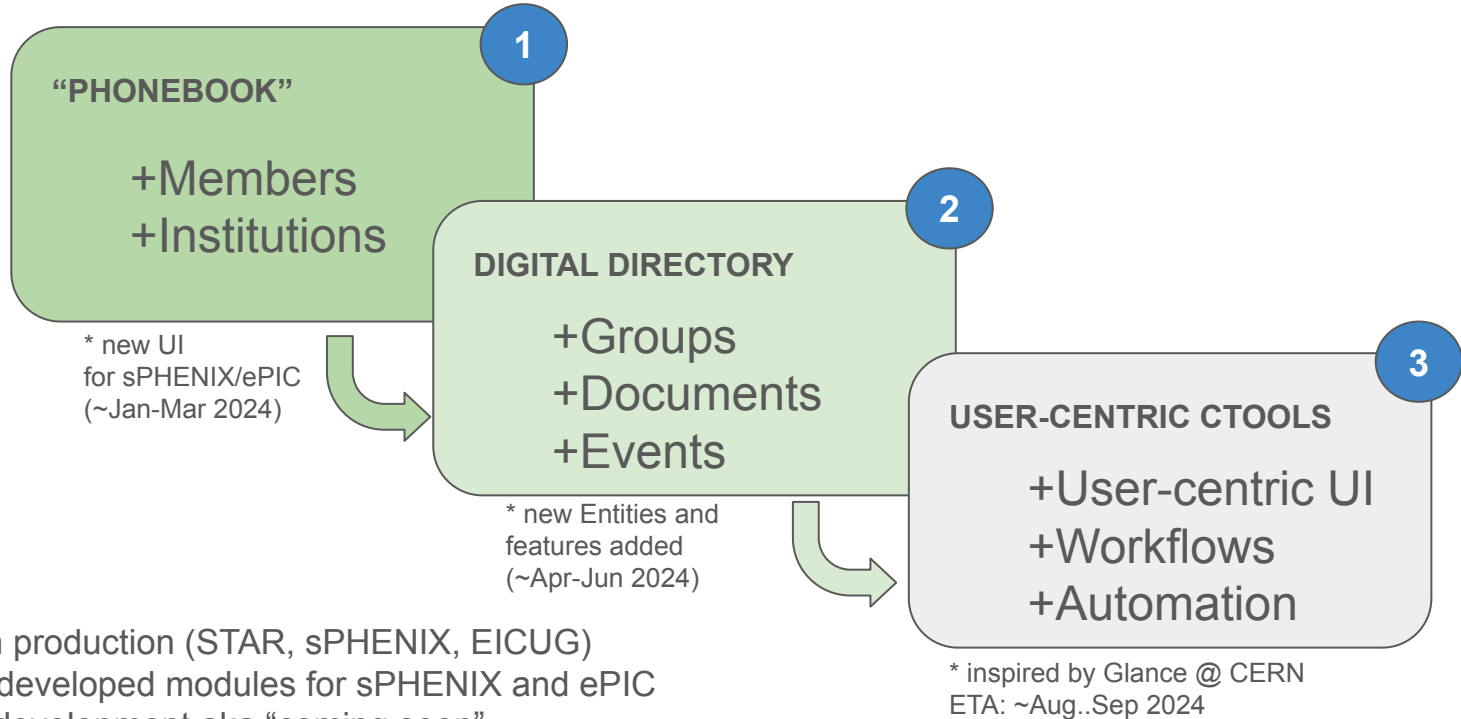 1
“PHONEBOOK”
+Members
+Institutions
* new UI
for sPHENIX/ePIC
(~Jan-Mar 2024)
2
DIGITAL DIRECTORY
+Groups
+Documents
+Events
* new Entities and
features added
(~Apr-Jun 2024)
3
USER-CENTRIC CTOOLS
+User-centric UI
+Workflows
+Automation
* inspired by Glance @ CERN
ETA: ~Aug..Sep 2024
production (STAR, sPHENIX, EICUG)
developed modules for sPHENIX and ePIC